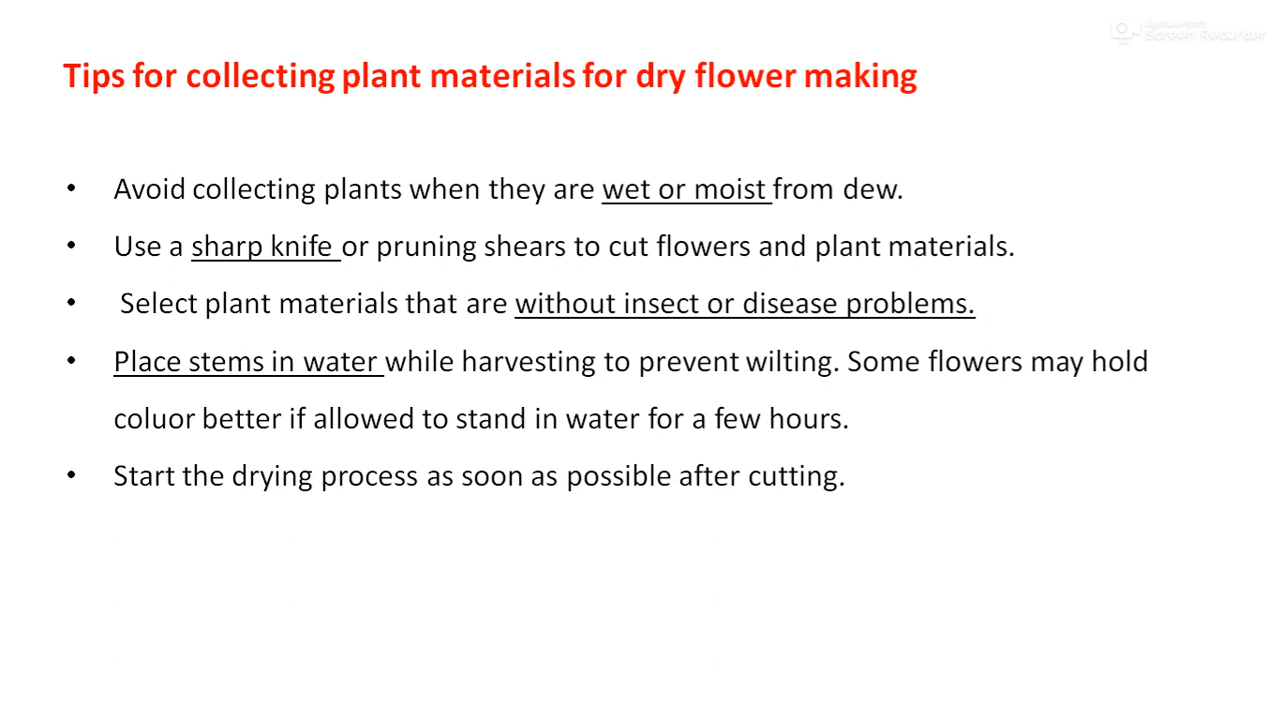 Apowersoft
Screen Recorder
Tips for collecting plant materials for dry flower making
• Avoid collecting plants when they are wet or moist from dew.
• Use a sharp knife or pruning shears to cut flowers and plant materials.
• Select plant materials that are without insect or disease problems.
• Place stems in water while harvesting to prevent wilting. Some flowers may hold
coluor better if allowed to stand in water for a few hours.
• Start the drying process as soon as possible after cutting.